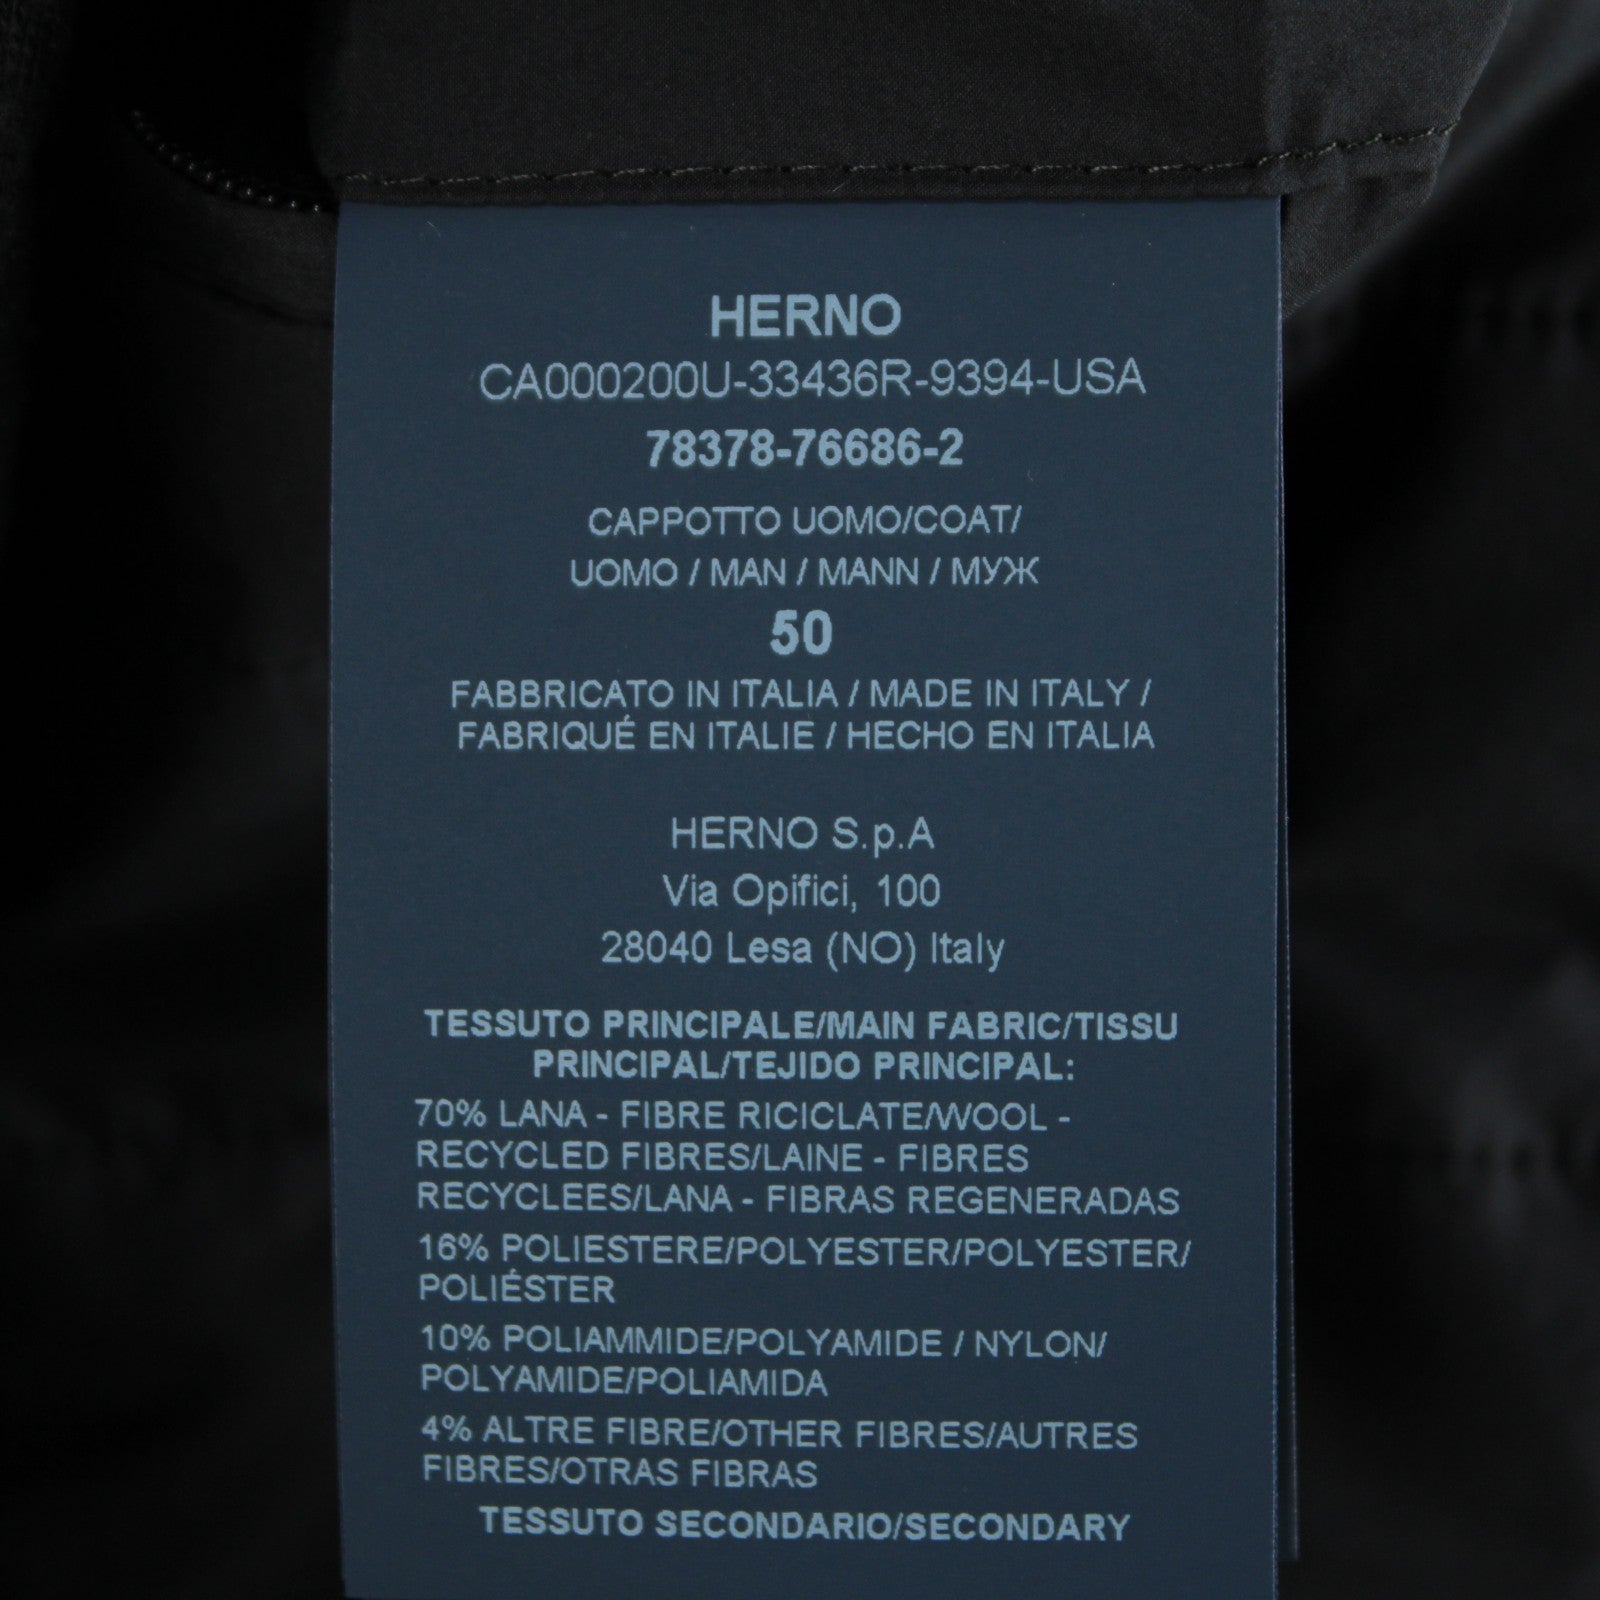 HERNO
CA000200U-33436R-9394-USA
78378-76686-2
CAPPOTTO UOMO/COAT/
UOMO / MAN / MANN / МУЖ
50
FABBRICATO IN ITALIA / MADE IN ITALY /
FABRIQUÉ EN ITALIE / HECHO EN ITALIA
HERNO S.p.A
Via Opifici, 100
28040 Lesa (NO) Italy
TESSUTO PRINCIPALE/MAIN FABRIC/TISSU
PRINCIPAL/TEJIDO PRINCIPAL:
70% LANA - FIBRE RICICLATE/WOOL -
RECYCLED FIBRES/LAINE - FIBRES
RECYCLEES/LANA - FIBRAS REGENERADAS
16% POLIESTERE/POLYESTER/POLYESTER/
POLIÉSTER
10% POLIAMMIDE/POLYAMIDE / NYLON/
POLYAMIDE/POLIAMIDA
4% ALTRE FIBRE/OTHER FIBRES/AUTRES
FIBRES/OTRAS FIBRAS
TESSUTO SECONDARIO/SECONDARY